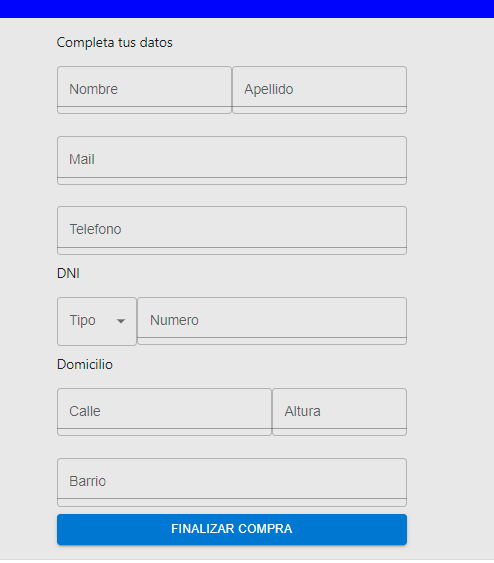 Completa tus datos
Nombre Apellido
Mail
Telefono
DNI
Tipo Numero
Domicilio
Calle Altura
Barrio
FINALIZAR COMPRA